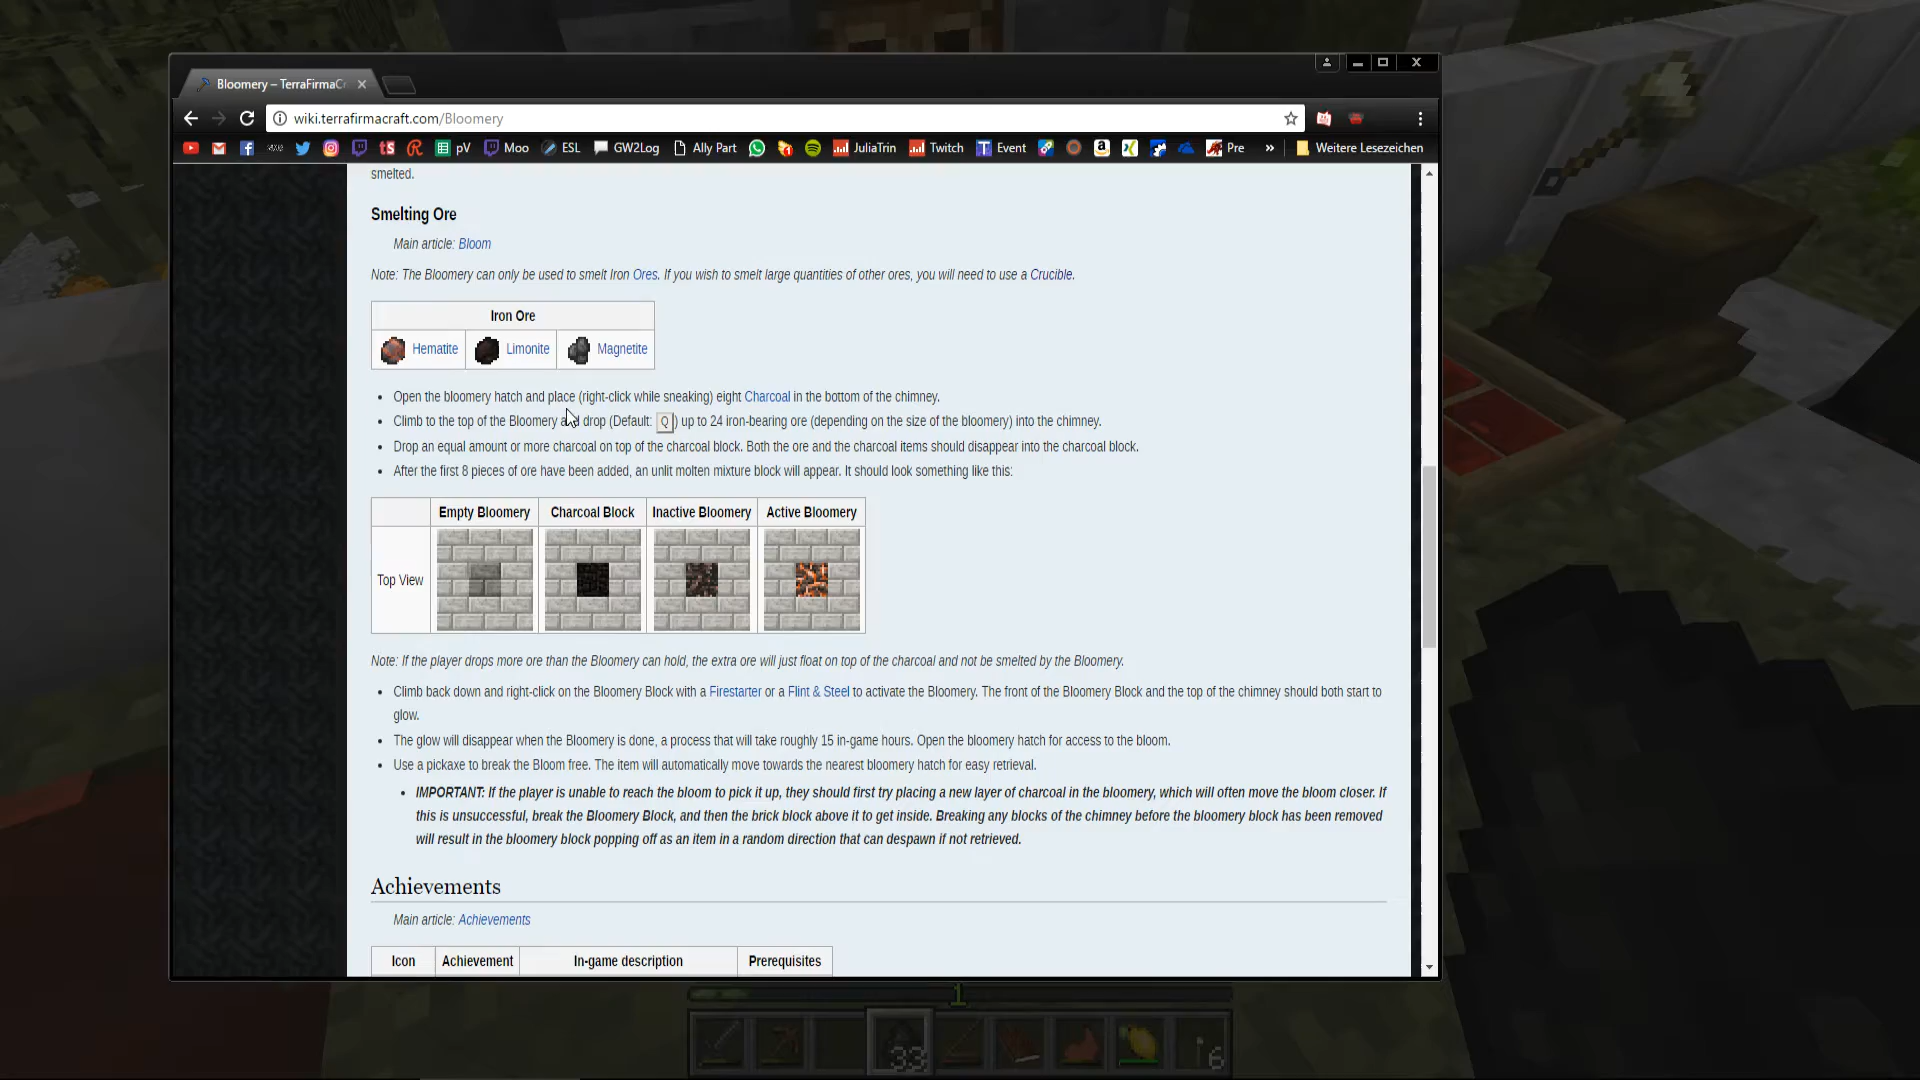 Bloomery – TerraFirmaCr
wiki.terrafirmacraft.com/Bloomery
pV Moo ESL GW2Log Ally Part JuliaTrin Twitch Event Pre » Weitere Lesezeichen
smelted.
Smelting Ore
Main article: Bloom
Note: The Bloomery can only be used to smelt Iron Ores. If you wish to smelt large quantities of other ores, you will need to use a Crucible.
Iron Ore
Hematite Limonite Magnetite
Open the bloomery hatch and place (right-click while sneaking) eight Charcoal in the bottom of the chimney.
Climb to the top of the Bloomery and drop (Default: Q) up to 24 iron-bearing ore (depending on the size of the bloomery) into the chimney.
Drop an equal amount or more charcoal on top of the charcoal block. Both the ore and the charcoal items should disappear into the charcoal block.
After the first 8 pieces of ore have been added, an unlit molten mixture block will appear. It should look something like this:
Empty Bloomery Charcoal Block Inactive Bloomery Active Bloomery
Top View
Note: If the player drops more ore than the Bloomery can hold, the extra ore will just float on top of the charcoal and not be smelted by the Bloomery.
Climb back down and right-click on the Bloomery Block with a Firestarter or a Flint & Steel to activate the Bloomery. The front of the Bloomery Block and the top of the chimney should both start to
glow.
The glow will disappear when the Bloomery is done, a process that will take roughly 15 in-game hours. Open the bloomery hatch for access to the bloom.
Use a pickaxe to break the Bloom free. The item will automatically move towards the nearest bloomery hatch for easy retrieval.
IMPORTANT: If the player is unable to reach the bloom to pick it up, they should first try placing a new layer of charcoal in the bloomery, which will often move the bloom closer. If
this is unsuccessful, break the Bloomery Block, and then the brick block above it to get inside. Breaking any blocks of the chimney before the bloomery block has been removed
will result in the bloomery block popping off as an item in a random direction that can despawn if not retrieved.
Achievements
Main article: Achievements
Icon Achievement In-game description Prerequisites
1
33 6